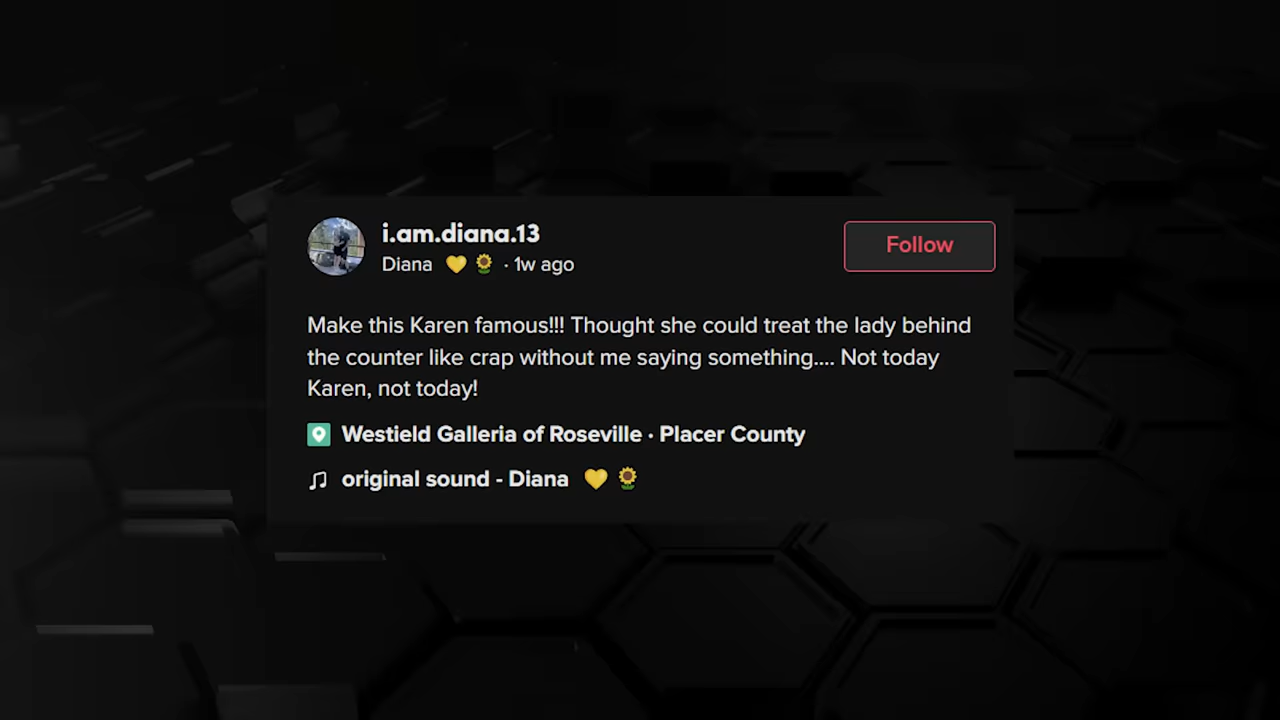 i.am.diana.13
Diana 💛 🌻 · 1w ago
Follow
Make this Karen famous!!! Thought she could treat the lady behind
the counter like crap without me saying something.... Not today
Karen, not today!
Westield Galleria of Roseville · Placer County
original sound - Diana 💛 🌻